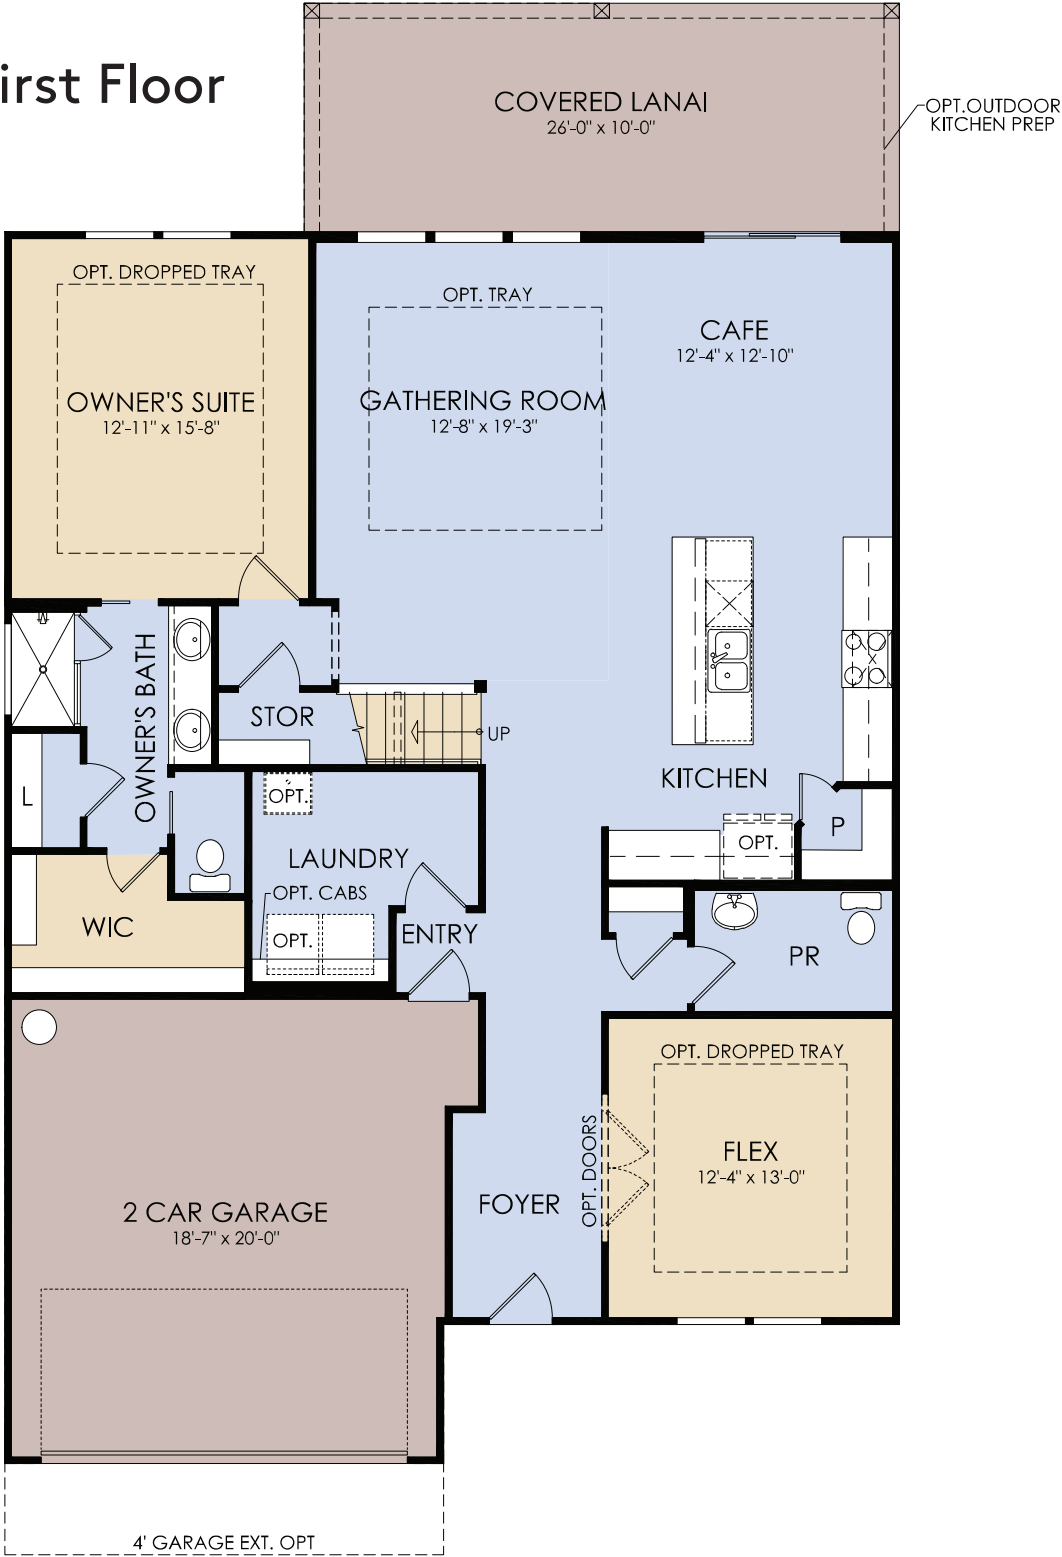 irst Floor
COVERED LANAI
26'-0" x 10'-0"
OPT.OUTDOOR
KITCHEN PREP
OPT. DROPPED TRAY
OWNER'S SUITE
12'-11" x 15'-8"
OPT. TRAY
GATHERING ROOM
12'-8" x 19'-3"
CAFE
12'-4" x 12'-10"
OWNER'S BATH
STOR
UP
L
KITCHEN
P
OPT.
OPT.
LAUNDRY
OPT. CABS
OPT.
ENTRY
WIC
PR
OPT. DROPPED TRAY
FLEX
12'-4" x 13'-0"
OPT. DOORS
FOYER
2 CAR GARAGE
18'-7" x 20'-0"
4' GARAGE EXT. OPT